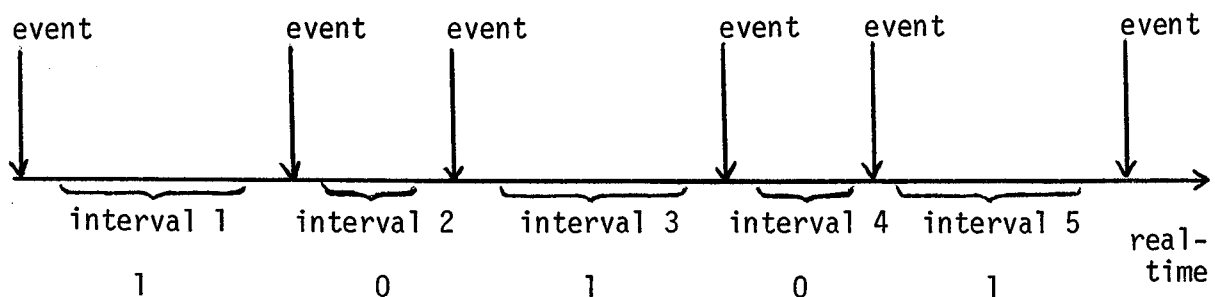 event event event event event event
interval 1 interval 2 interval 3 interval 4 interval 5
real-
time
1 0 1 0 1